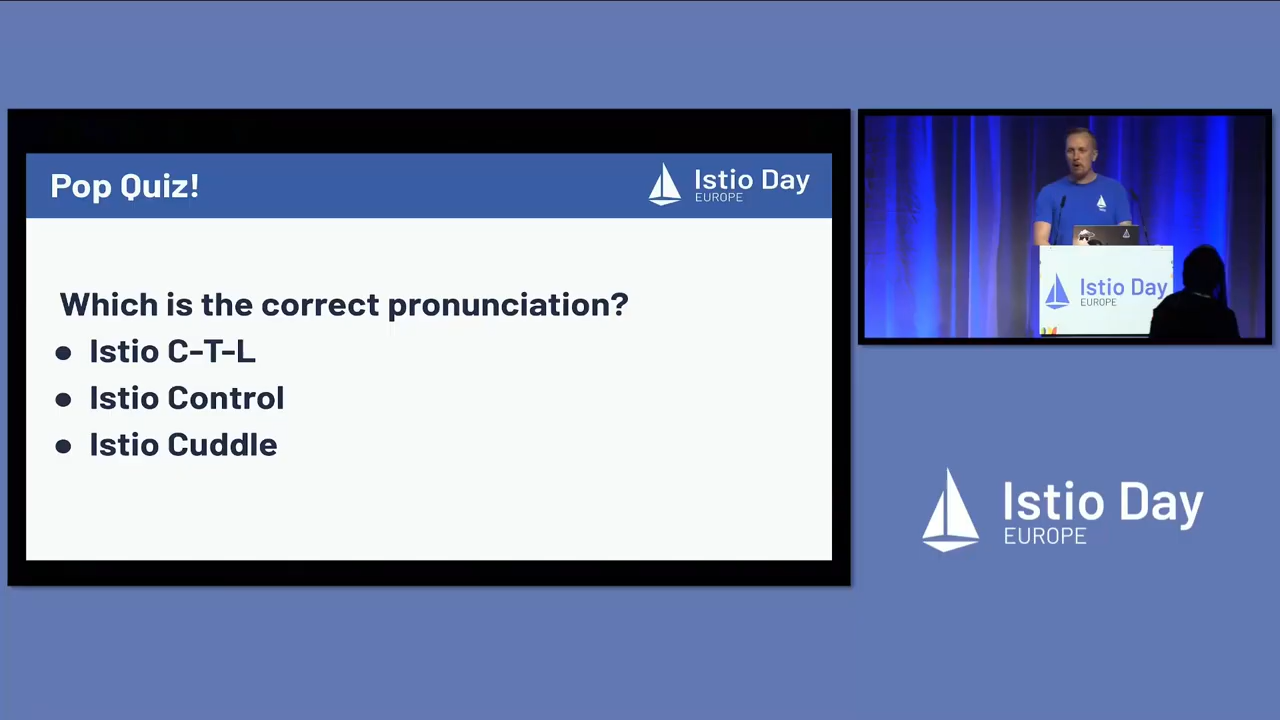 Pop Quiz!
Istio Day
EUROPE
Which is the correct pronunciation?
● Istio C-T-L
● Istio Control
● Istio Cuddle
Istio Day
EUROPE
Istio Day
EUROPE